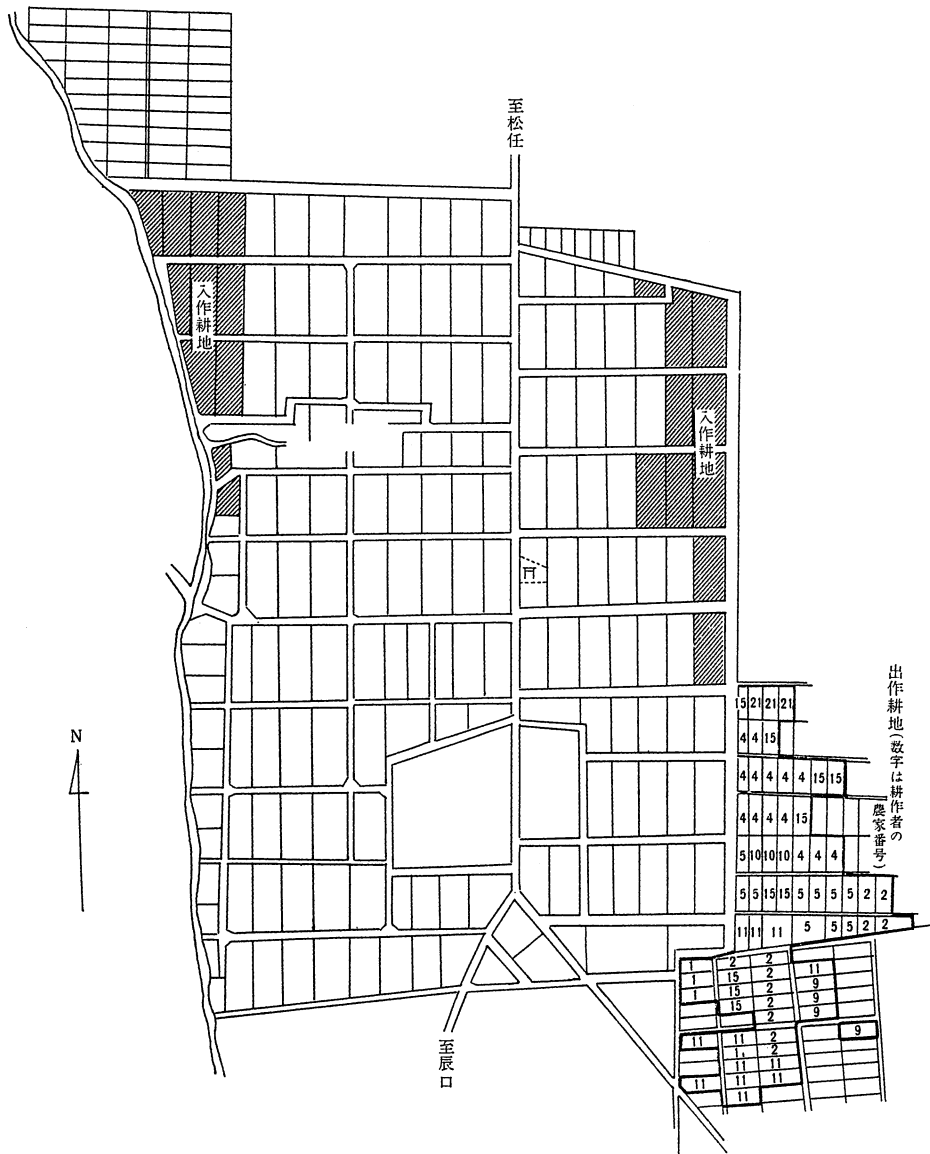 至松任
入作耕地
入作耕地
N
出作耕地(数字は耕作者の
農家番号)
15 21 21 21
4 4 15
4 4 4 4 4 15 15
4 4 4 4 15
5 10 10 10 4 4 4
5 5 15 15 5 5 5 5 2 2
11 11 11 5 5 5 2 2
1 2 2
1 15 2 11
1 15 2 9
15 2 9
2 9
11 11 2 9
1 2
11 11
11 11 11
11
至辰口